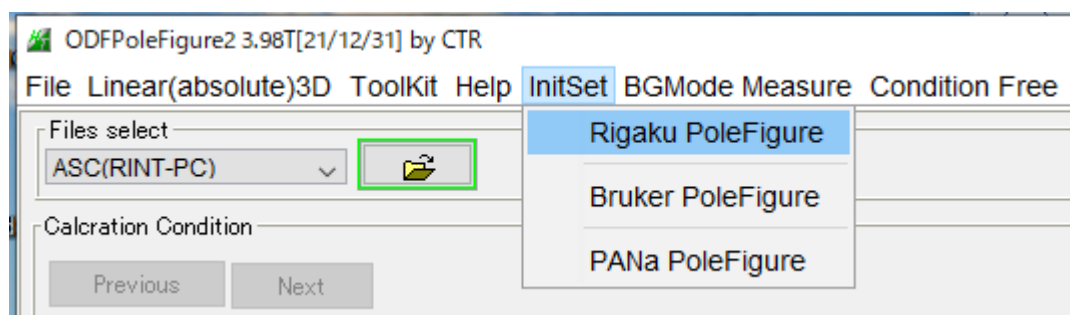 ODFPoleFigure2 3.98T[21/12/31] by CTR
File Linear(absolute)3D ToolKit Help InitSet BGMode Measure Condition Free
Files select
ASC(RINT-PC)
Rigaku PoleFigure
Bruker PoleFigure
PANa PoleFigure
Calcration Condition
Previous Next